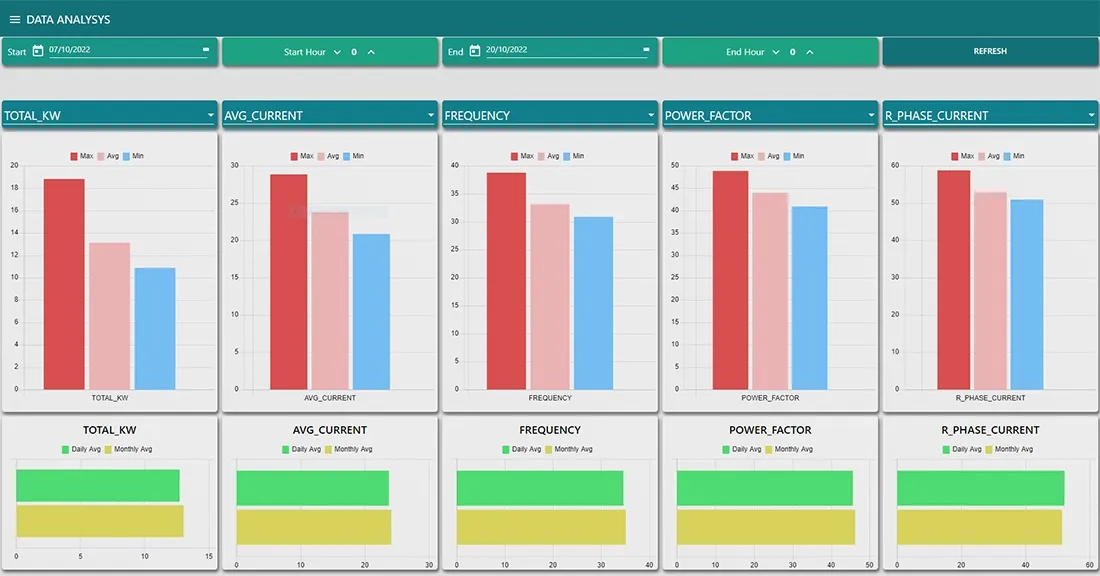 DATA ANALYSYS
Start 07/10/2022
Start Hour 0
End 20/10/2022
End Hour 0
REFRESH
TOTAL_KW
AVG_CURRENT
FREQUENCY
POWER_FACTOR
R_PHASE_CURRENT
Max Avg Min
20
18
16
14
12
10
8
6
4
2
0
TOTAL_KW
Max Avg Min
30
25
20
15
10
5
0
AVG_CURRENT
Max Avg Min
40
35
30
25
20
15
10
5
0
FREQUENCY
Max Avg Min
50
45
40
35
30
25
20
15
10
5
0
POWER_FACTOR
Max Avg Min
60
50
40
30
20
10
0
R_PHASE_CURRENT
TOTAL_KW
Daily Avg Monthly Avg
0 5 10 15
AVG_CURRENT
Daily Avg Monthly Avg
0 10 20 30
FREQUENCY
Daily Avg Monthly Avg
0 10 20 30 40
POWER_FACTOR
Daily Avg Monthly Avg
0 10 20 30 40 50
R_PHASE_CURRENT
Daily Avg Monthly Avg
0 20 40 60